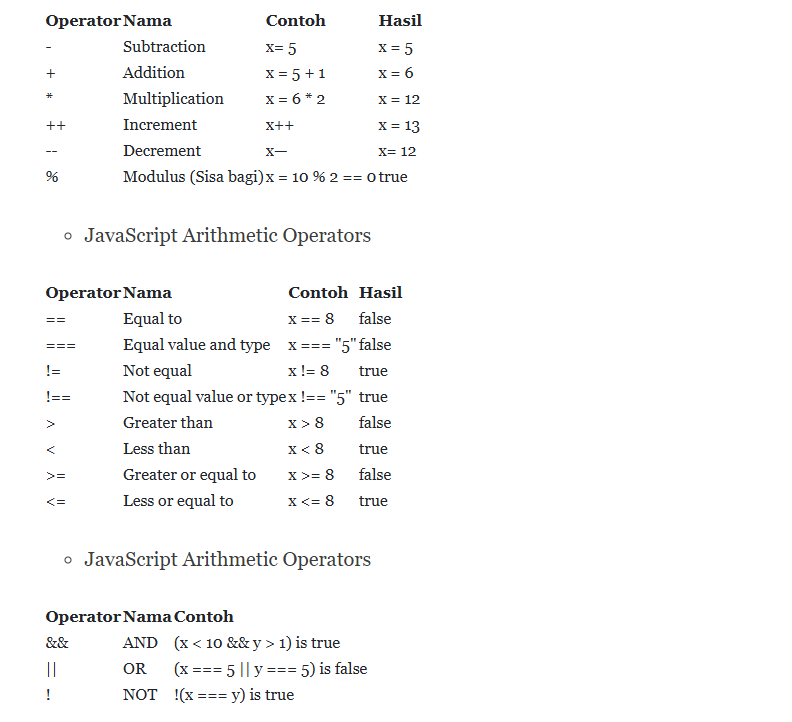 Operator Nama Contoh Hasil
- Subtraction x= 5 x = 5
+ Addition x = 5 + 1 x = 6
* Multiplication x = 6 * 2 x = 12
++ Increment x++ x = 13
-- Decrement x— x= 12
% Modulus (Sisa bagi) x = 10 % 2 == 0 true
○ JavaScript Arithmetic Operators
Operator Nama Contoh Hasil
== Equal to x == 8 false
=== Equal value and type x === "5" false
!= Not equal x != 8 true
!== Not equal value or type x !== "5" true
> Greater than x > 8 false
< Less than x < 8 true
>= Greater or equal to x >= 8 false
<= Less or equal to x <= 8 true
○ JavaScript Arithmetic Operators
Operator Nama Contoh
&& AND (x < 10 && y > 1) is true
|| OR (x === 5 || y === 5) is false
! NOT !(x === y) is true